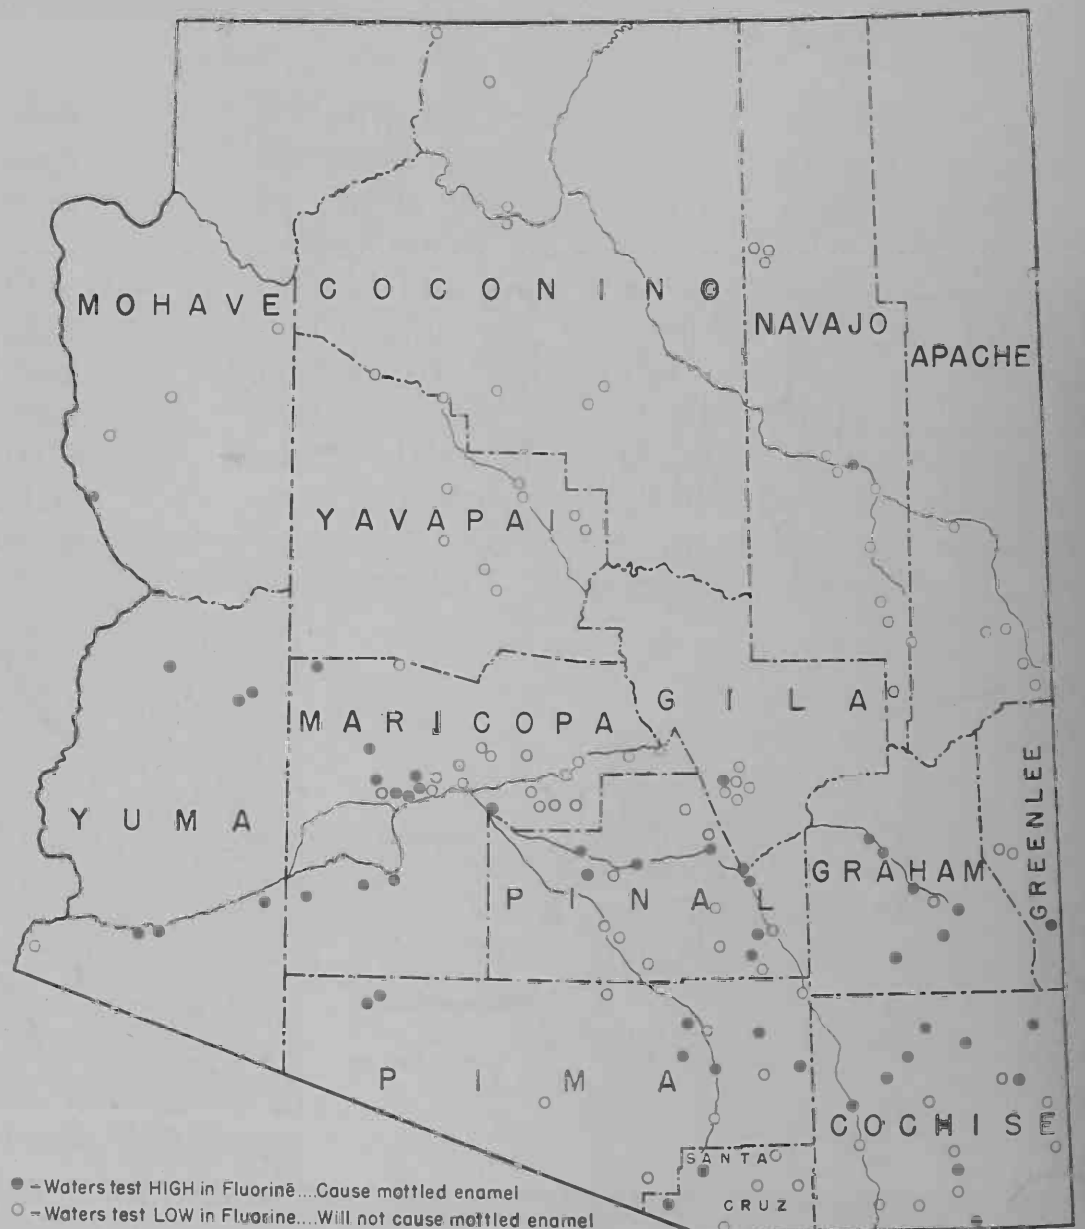 MOHAVE
COCONINO
NAVAJO
APACHE
YAVAPAI
GILA
MARICOPA
YUMA
GREENLEE
GRAHAM
PINAL
PIMA
COCHISE
SANTA
CRUZ
- Waters test HIGH in Fluorine....Cause mottled enamel
- Waters test LOW in Fluorine....Will not cause mottled enamel